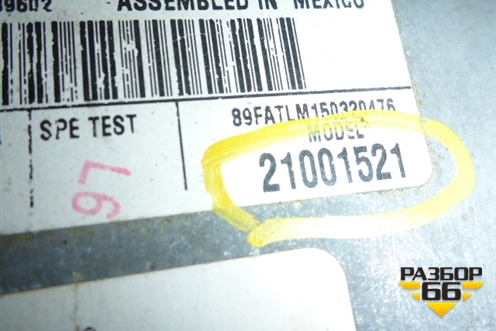 ASSEMBLED IN MEXICO
SPE TEST
89FATLM150320476
MODEL
21001521
97
РАЗБОР
66